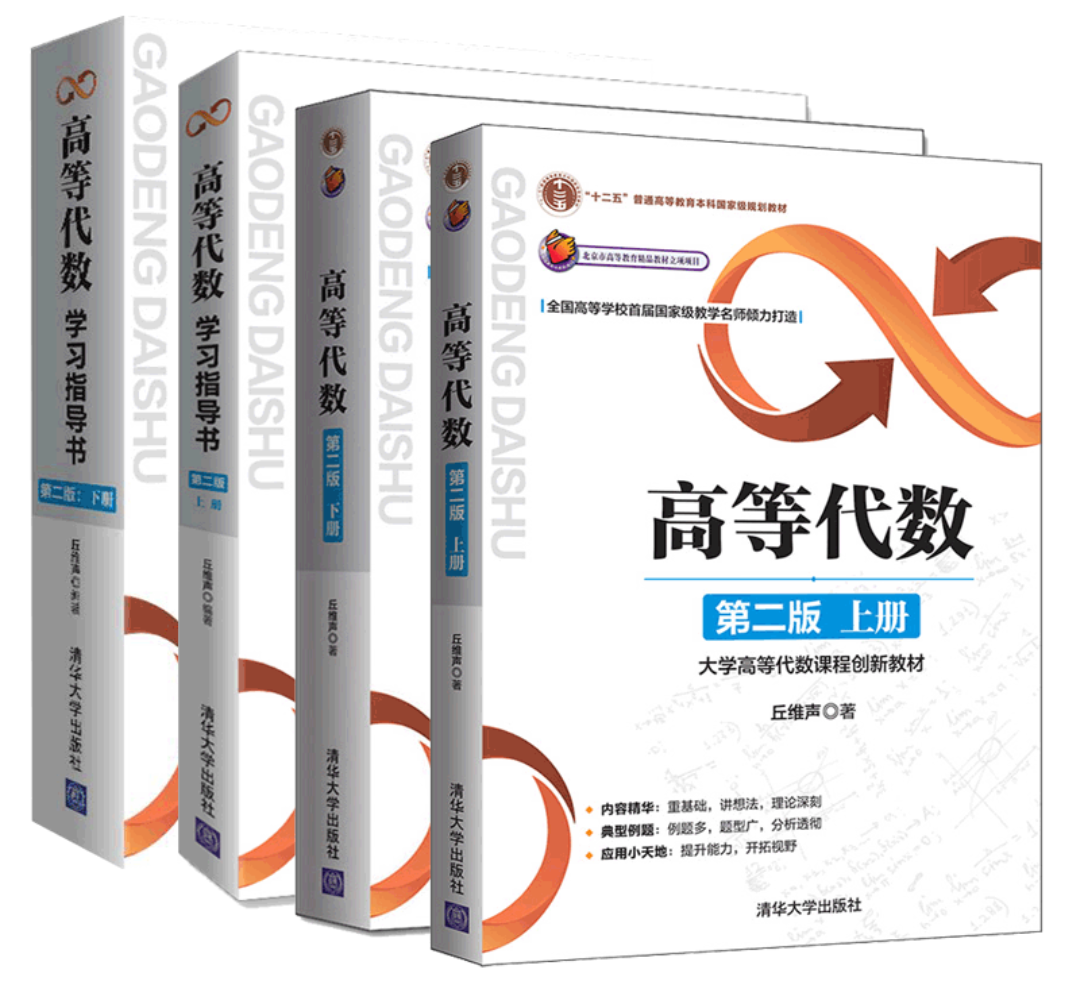 高等代数 学习指导书
第二版：下册
丘维声◎编著
清华大学出版社
GAODENG DAISHU
高等代数 学习指导书
第二版
上册
丘维声◎编著
清华大学出版社
GAODENG DAISHU
高等代数
第二版 下册
丘维声◎著
清华大学出版社
GAODENG DAISHU
十二五
高等代数
第二版 上册
丘维声◎著
清华大学出版社
GAODENG DAISHU
十二五
“十二五”普通高等教育本科国家级规划教材
北京市高等教育精品教材立项项目
全国高等学校首届国家级教学名师倾力打造
高等代数
第二版 上册
大学高等代数课程创新教材
丘维声◎著
内容精华：重基础，讲想法，理论深刻
典型例题：例题多，题型广，分析透彻
应用小天地：提升能力，开拓视野
清华大学出版社